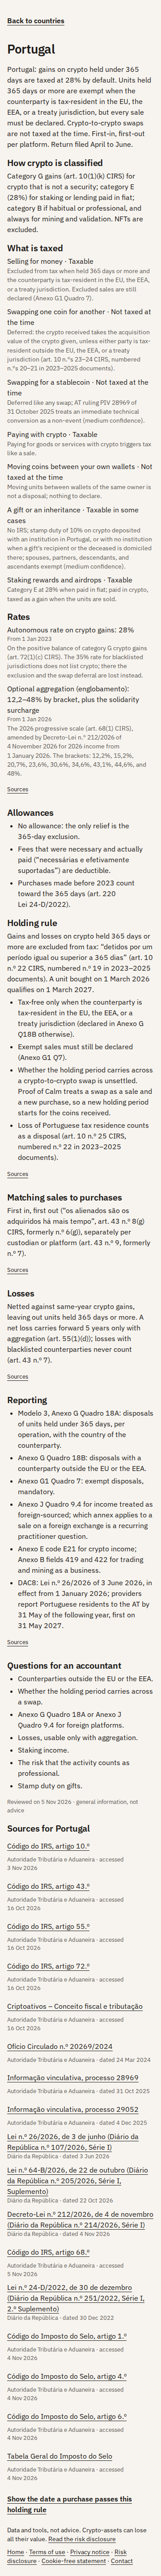 Back to countries
Portugal
Portugal: gains on crypto held under 365
days are taxed at 28% by default. Units held
365 days or more are exempt when the
counterparty is tax-resident in the EU, the
EEA, or a treaty jurisdiction, but every sale
must be declared. Crypto-to-crypto swaps
are not taxed at the time. First-in, first-out
per platform. Return filed April to June.
How crypto is classified
Category G gains (art. 10(1)(k) CIRS) for
crypto that is not a security; category E
(28%) for staking or lending paid in fiat;
category B if habitual or professional, and
always for mining and validation. NFTs are
excluded.
What is taxed
Selling for money · Taxable
Excluded from tax when held 365 days or more and
the counterparty is tax-resident in the EU, the EEA,
or a treaty jurisdiction. Excluded sales are still
declared (Anexo G1 Quadro 7).
Swapping one coin for another · Not taxed at
the time
Deferred: the crypto received takes the acquisition
value of the crypto given, unless either party is tax-
resident outside the EU, the EEA, or a treaty
jurisdiction (art. 10 n.ºs 23–24 CIRS, numbered
n.ºs 20–21 in 2023–2025 documents).
Swapping for a stablecoin · Not taxed at the
time
Deferred like any swap; AT ruling PIV 28969 of
31 October 2025 treats an immediate technical
conversion as a non-event (medium confidence).
Paying with crypto · Taxable
Paying for goods or services with crypto triggers tax
like a sale.
Moving coins between your own wallets · Not
taxed at the time
Moving units between wallets of the same owner is
not a disposal; nothing to declare.
A gift or an inheritance · Taxable in some
cases
No IRS; stamp duty of 10% on crypto deposited
with an institution in Portugal, or with no institution
when a gift's recipient or the deceased is domiciled
there; spouses, partners, descendants, and
ascendants exempt (medium confidence).
Staking rewards and airdrops · Taxable
Category E at 28% when paid in fiat; paid in crypto,
taxed as a gain when the units are sold.
Rates
Autonomous rate on crypto gains: 28%
From 1 Jan 2023
On the positive balance of category G crypto gains
(art. 72(1)(c) CIRS). The 35% rate for blacklisted
jurisdictions does not list crypto; there the
exclusion and the swap deferral are lost instead.
Optional aggregation (englobamento):
12,2–48% by bracket, plus the solidarity
surcharge
From 1 Jan 2026
The 2026 progressive scale (art. 68(1) CIRS),
amended by Decreto-Lei n.º 212/2026 of
4 November 2026 for 2026 income from
1 January 2026. The brackets: 12,2%, 15,2%,
20,7%, 23,6%, 30,6%, 34,6%, 43,1%, 44,6%, and
48%.
Sources
Allowances
• No allowance: the only relief is the
365-day exclusion.
• Fees that were necessary and actually
paid ("necessárias e efetivamente
suportadas") are deductible.
• Purchases made before 2023 count
toward the 365 days (art. 220
Lei 24-D/2022).
Holding rule
Gains and losses on crypto held 365 days or
more are excluded from tax: "detidos por um
período igual ou superior a 365 dias" (art. 10
n.º 22 CIRS, numbered n.º 19 in 2023–2025
documents). A unit bought on 1 March 2026
qualifies on 1 March 2027.
• Tax-free only when the counterparty is
tax-resident in the EU, the EEA, or a
treaty jurisdiction (declared in Anexo G
Q18B otherwise).
• Exempt sales must still be declared
(Anexo G1 Q7).
• Whether the holding period carries across
a crypto-to-crypto swap is unsettled.
Proof of Calm treats a swap as a sale and
a new purchase, so a new holding period
starts for the coins received.
• Loss of Portuguese tax residence counts
as a disposal (art. 10 n.º 25 CIRS,
numbered n.º 22 in 2023–2025
documents).
Sources
Matching sales to purchases
First in, first out ("os alienados são os
adquiridos há mais tempo", art. 43 n.º 8(g)
CIRS, formerly n.º 6(g)), separately per
custodian or platform (art. 43 n.º 9, formerly
n.º 7).
Sources
Losses
Netted against same-year crypto gains,
leaving out units held 365 days or more. A
net loss carries forward 5 years only with
aggregation (art. 55(1)(d)); losses with
blacklisted counterparties never count
(art. 43 n.º 7).
Sources
Reporting
• Modelo 3, Anexo G Quadro 18A: disposals
of units held under 365 days, per
operation, with the country of the
counterparty.
• Anexo G Quadro 18B: disposals with a
counterparty outside the EU or the EEA.
• Anexo G1 Quadro 7: exempt disposals,
mandatory.
• Anexo J Quadro 9.4 for income treated as
foreign-sourced; which annex applies to a
sale on a foreign exchange is a recurring
practitioner question.
• Anexo E code E21 for crypto income;
Anexo B fields 419 and 422 for trading
and mining as a business.
• DAC8: Lei n.º 26/2026 of 3 June 2026, in
effect from 1 January 2026; providers
report Portuguese residents to the AT by
31 May of the following year, first on
31 May 2027.
Sources
Questions for an accountant
• Counterparties outside the EU or the EEA.
• Whether the holding period carries across
a swap.
• Anexo G Quadro 18A or Anexo J
Quadro 9.4 for foreign platforms.
• Losses, usable only with aggregation.
• Staking income.
• The risk that the activity counts as
professional.
• Stamp duty on gifts.
Reviewed on 5 Nov 2026 · general information, not
advice
Sources for Portugal
Código do IRS, artigo 10.º
Autoridade Tributária e Aduaneira · accessed
3 Nov 2026
Código do IRS, artigo 43.º
Autoridade Tributária e Aduaneira · accessed
16 Oct 2026
Código do IRS, artigo 55.º
Autoridade Tributária e Aduaneira · accessed
16 Oct 2026
Código do IRS, artigo 72.º
Autoridade Tributária e Aduaneira · accessed
16 Oct 2026
Criptoativos – Conceito fiscal e tributação
Autoridade Tributária e Aduaneira · accessed
16 Oct 2026
Ofício Circulado n.º 20269/2024
Autoridade Tributária e Aduaneira · dated 24 Mar 2024
Informação vinculativa, processo 28969
Autoridade Tributária e Aduaneira · dated 31 Oct 2025
Informação vinculativa, processo 29052
Autoridade Tributária e Aduaneira · dated 4 Dec 2025
Lei n.º 26/2026, de 3 de junho (Diário da
República n.º 107/2026, Série I)
Diário da República · dated 3 Jun 2026
Lei n.º 64-B/2026, de 22 de outubro (Diário
da República n.º 205/2026, Série I,
Suplemento)
Diário da República · dated 22 Oct 2026
Decreto-Lei n.º 212/2026, de 4 de novembro
(Diário da República n.º 214/2026, Série I)
Diário da República · dated 4 Nov 2026
Código do IRS, artigo 68.º
Autoridade Tributária e Aduaneira · accessed
5 Nov 2026
Lei n.º 24-D/2022, de 30 de dezembro
(Diário da República n.º 251/2022, Série I,
2.º Suplemento)
Diário da República · dated 30 Dec 2022
Código do Imposto do Selo, artigo 1.º
Autoridade Tributária e Aduaneira · accessed
4 Nov 2026
Código do Imposto do Selo, artigo 4.º
Autoridade Tributária e Aduaneira · accessed
4 Nov 2026
Código do Imposto do Selo, artigo 6.º
Autoridade Tributária e Aduaneira · accessed
4 Nov 2026
Tabela Geral do Imposto do Selo
Autoridade Tributária e Aduaneira · accessed
4 Nov 2026
Show the date a purchase passes this
holding rule
Data and tools, not advice. Crypto-assets can lose
all their value. Read the risk disclosure
Home · Terms of use · Privacy notice · Risk
disclosure · Cookie-free statement · Contact